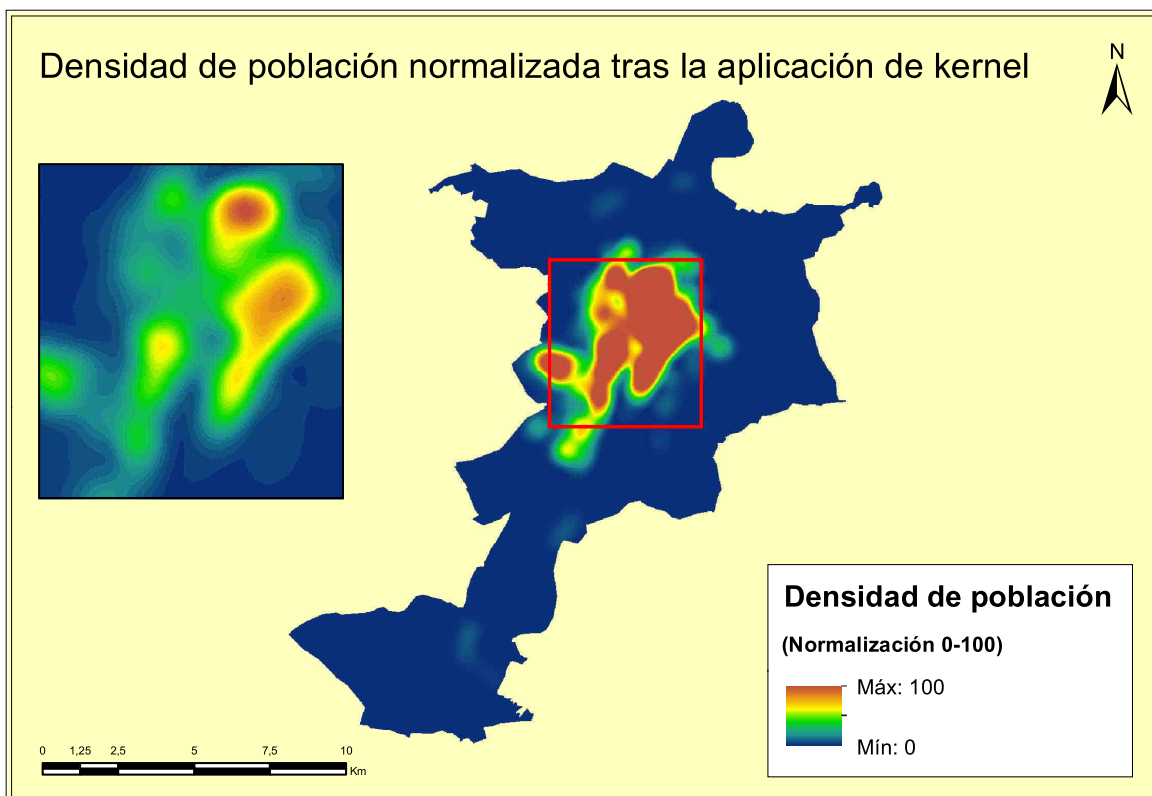 Densidad de población normalizada tras la aplicación de kernel
N
Densidad de población
(Normalización 0-100)
Máx: 100
Mín: 0
0 1,25 2,5 5 7,5 10
Km